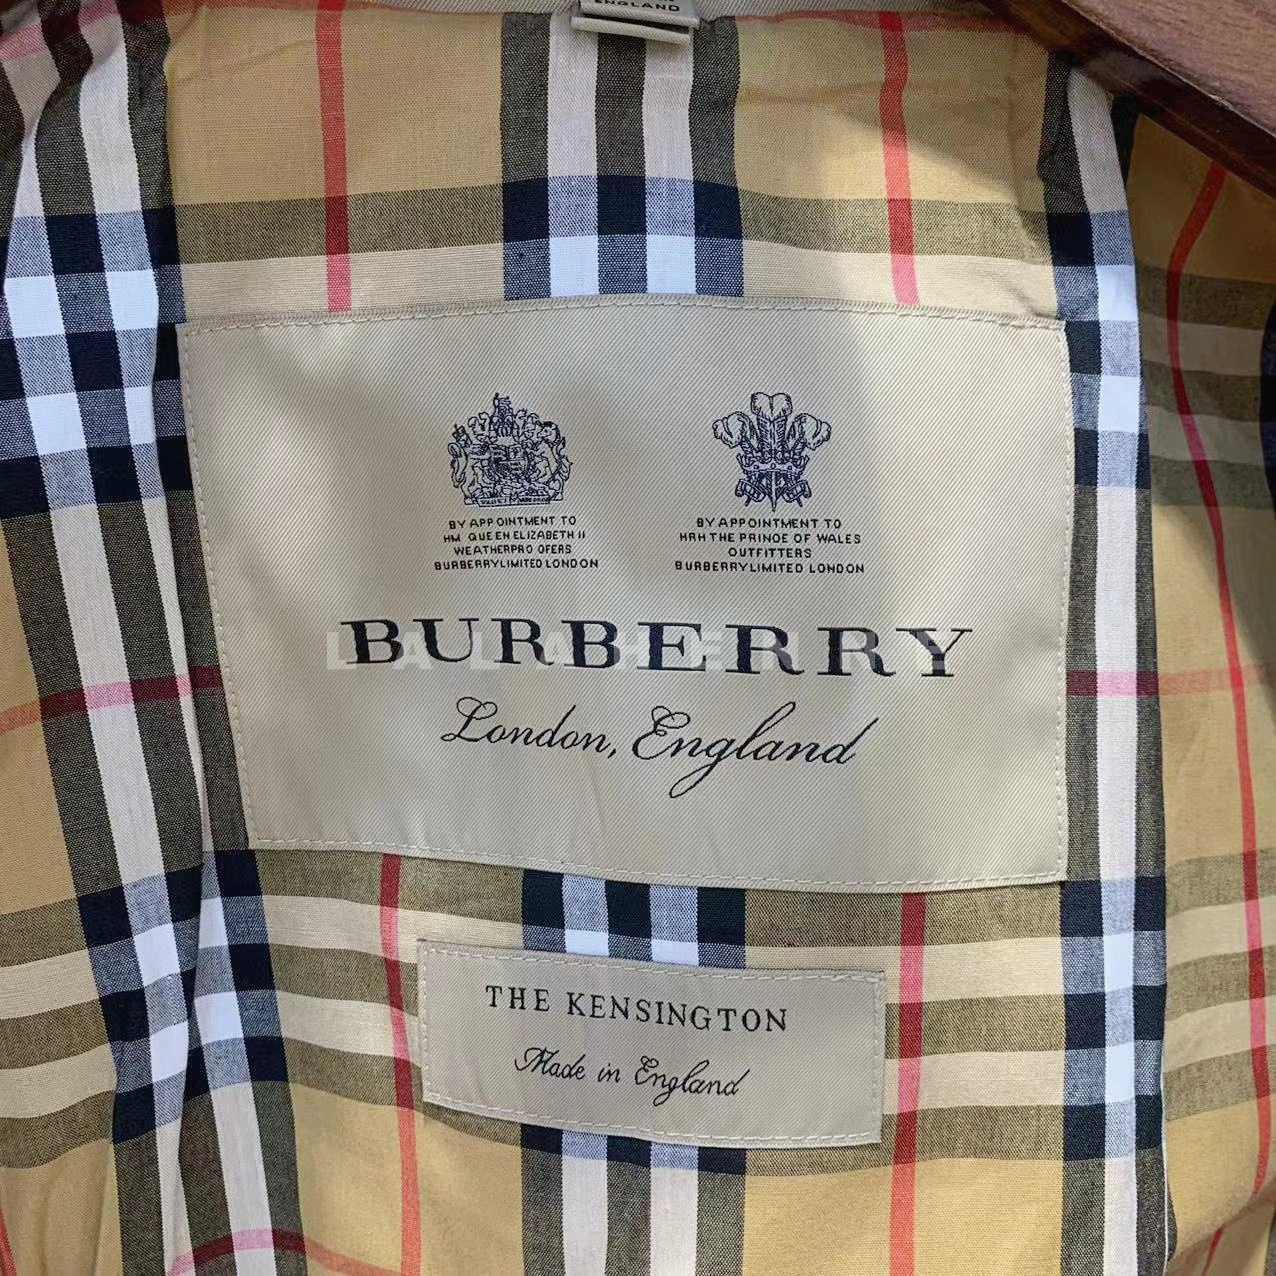 ENGLAND
BY APPOINTMENT TO
HM QUEEN ELIZABETH II
WEATHERPRO OFERS
BURBERRYLIMITED LONDON
BY APPOINTMENT TO
HRH THE PRINOE OF WALES
OUTFITTERS
BURBERRYLIMITED LONDON
BURBERRY
London, England
THE KENSINGTON
Made in England